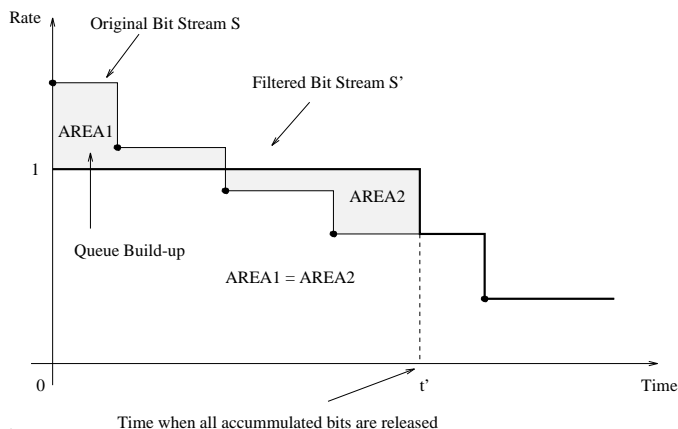 Rate
Original Bit Stream S
Filtered Bit Stream S’
AREA1
1
AREA2
Queue Build-up
AREA1 = AREA2
0
t’
Time
Time when all accummulated bits are released